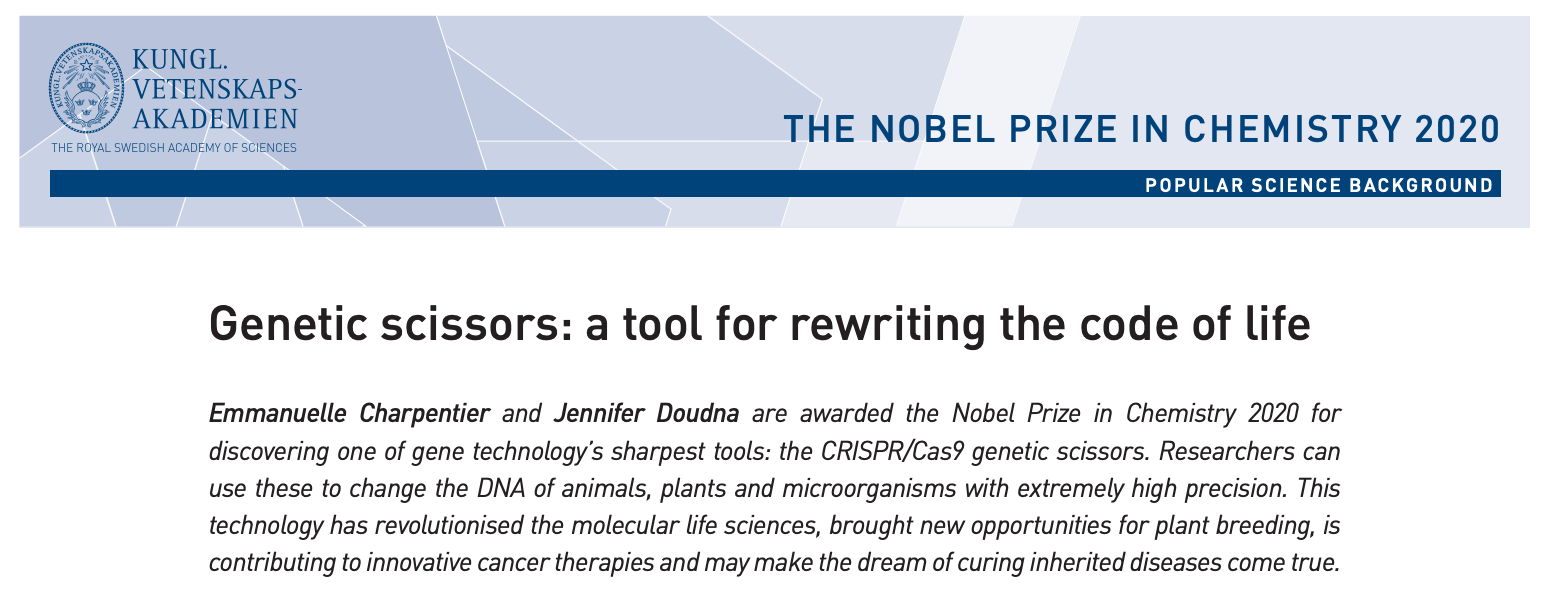 KUNGL.
VETENSKAPS-
AKADEMIEN
THE ROYAL SWEDISH ACADEMY OF SCIENCES
THE NOBEL PRIZE IN CHEMISTRY 2020
POPULAR SCIENCE BACKGROUND
Genetic scissors: a tool for rewriting the code of life
Emmanuelle Charpentier and Jennifer Doudna are awarded the Nobel Prize in Chemistry 2020 for
discovering one of gene technology’s sharpest tools: the CRISPR/Cas9 genetic scissors. Researchers can
use these to change the DNA of animals, plants and microorganisms with extremely high precision. This
technology has revolutionised the molecular life sciences, brought new opportunities for plant breeding, is
contributing to innovative cancer therapies and may make the dream of curing inherited diseases come true.